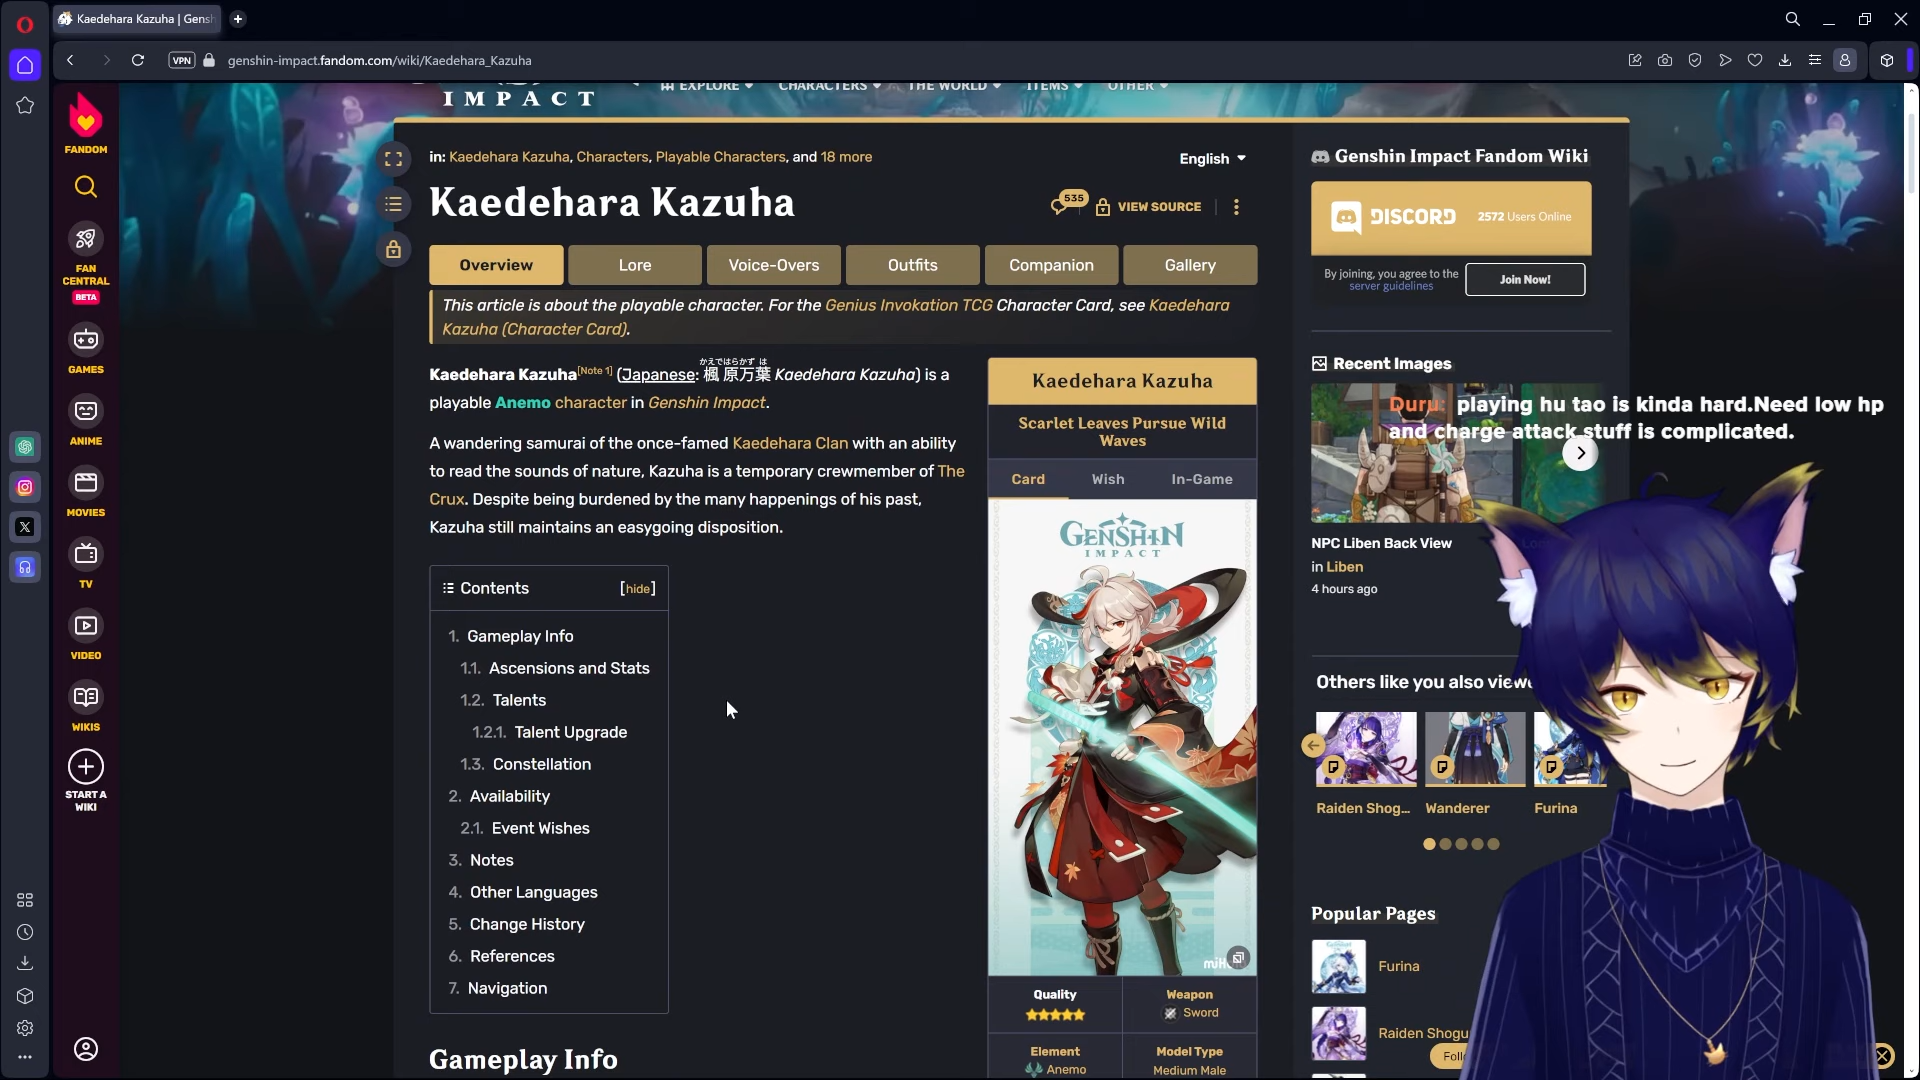 Kaedehara Kazuha | Gensh
VPN
genshin-impact.fandom.com/wiki/Kaedehara_Kazuha
IMPACT
EXPLORE
CHARACTERS
THE WORLD
ITEMS
OTHER
FANDOM
FAN CENTRAL
BETA
GAMES
ANIME
MOVIES
TV
VIDEO
WIKIS
START A WIKI
in: Kaedehara Kazuha, Characters, Playable Characters, and 18 more
English
Kaedehara Kazuha
535
VIEW SOURCE
Overview
Lore
Voice-Overs
Outfits
Companion
Gallery
This article is about the playable character. For the Genius Invokation TCG Character Card, see Kaedehara
Kazuha (Character Card).
かえではらかず は
Kaedehara Kazuha[Note 1] (Japanese: 楓 原万葉 Kaedehara Kazuha) is a
playable Anemo character in Genshin Impact.
A wandering samurai of the once-famed Kaedehara Clan with an ability
to read the sounds of nature, Kazuha is a temporary crewmember of The
Crux. Despite being burdened by the many happenings of his past,
Kazuha still maintains an easygoing disposition.
Contents
[hide]
1. Gameplay Info
1.1. Ascensions and Stats
1.2. Talents
1.2.1. Talent Upgrade
1.3. Constellation
2. Availability
2.1. Event Wishes
3. Notes
4. Other Languages
5. Change History
6. References
7. Navigation
Gameplay Info
Kaedehara Kazuha
Scarlet Leaves Pursue Wild
Waves
Card
Wish
In-Game
GENSHIN
IMPACT
Quality
Weapon
Sword
Element
Anemo
Model Type
Medium Male
Genshin Impact Fandom Wiki
DISCORD
2572 Users Online
By joining, you agree to the
server guidelines
Join Now!
Recent Images
Duru: playing hu tao is kinda hard.Need low hp
and charge attack stuff is complicated.
NPC Liben Back View
in Liben
4 hours ago
Others like you also viewe
Raiden Shog...
Wanderer
Furina
Popular Pages
Furina
Raiden Shogu